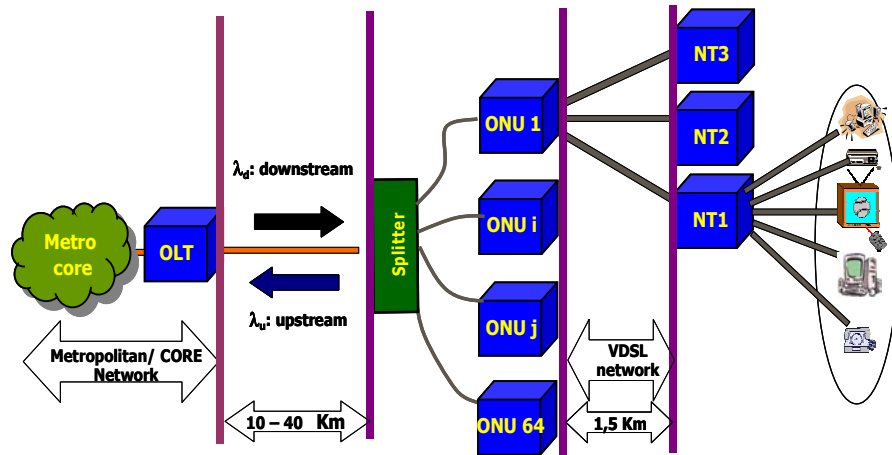 NT3
ONU 1
NT2
λd: downstream
Metro
core
OLT
Splitter
ONU i
NT1
λu: upstream
ONU j
Metropolitan/ CORE
Network
VDSL
network
10 – 40 Km
ONU 64
1,5 Km